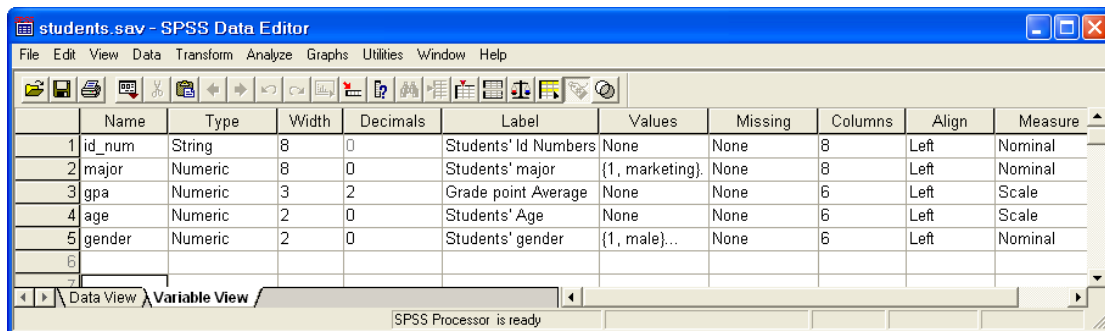 students.sav - SPSS Data Editor
File Edit View Data Transform Analyze Graphs Utilities Window Help
Name Type Width Decimals Label Values Missing Columns Align Measure
1 id_num String 8 0 Students' Id Numbers None None 8 Left Nominal
2 major Numeric 8 0 Students' major {1, marketing}. None 8 Left Nominal
3 gpa Numeric 3 2 Grade point Average None None 6 Left Scale
4 age Numeric 2 0 Students' Age None None 6 Left Scale
5 gender Numeric 2 0 Students' gender {1, male}... None 6 Left Nominal
6
7
Data View Variable View
SPSS Processor is ready